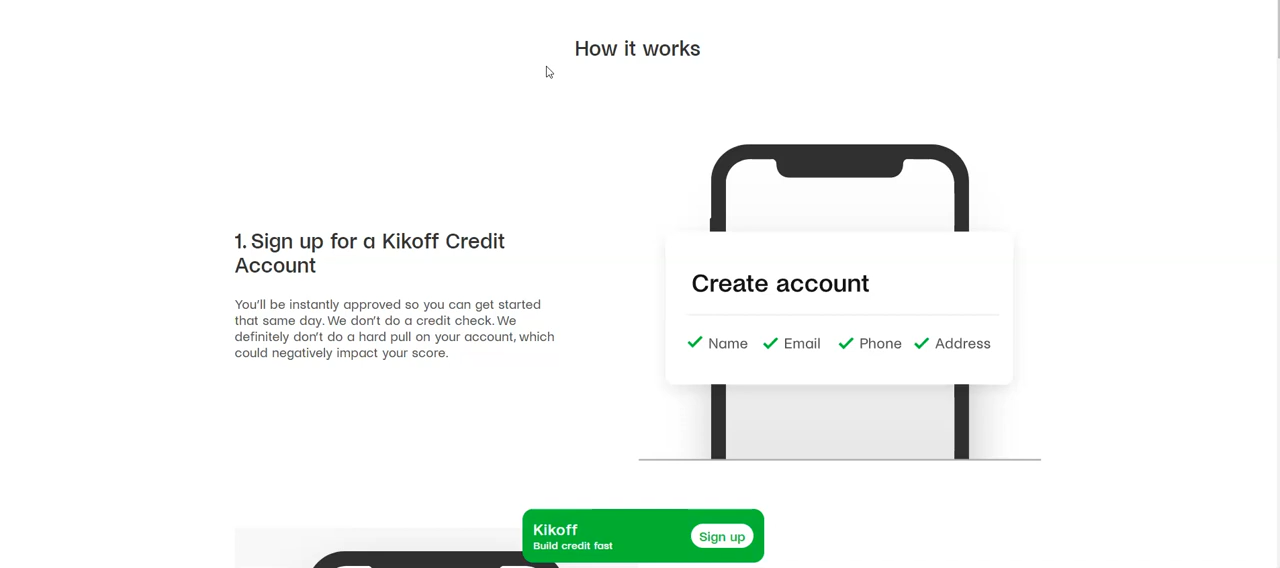 How it works
1. Sign up for a Kikoff Credit
Account
You'll be instantly approved so you can get started
that same day. We don't do a credit check. We
definitely don't do a hard pull on your account, which
could negatively impact your score.
Create account
Name Email Phone Address
Kikoff
Build credit fast
Sign up